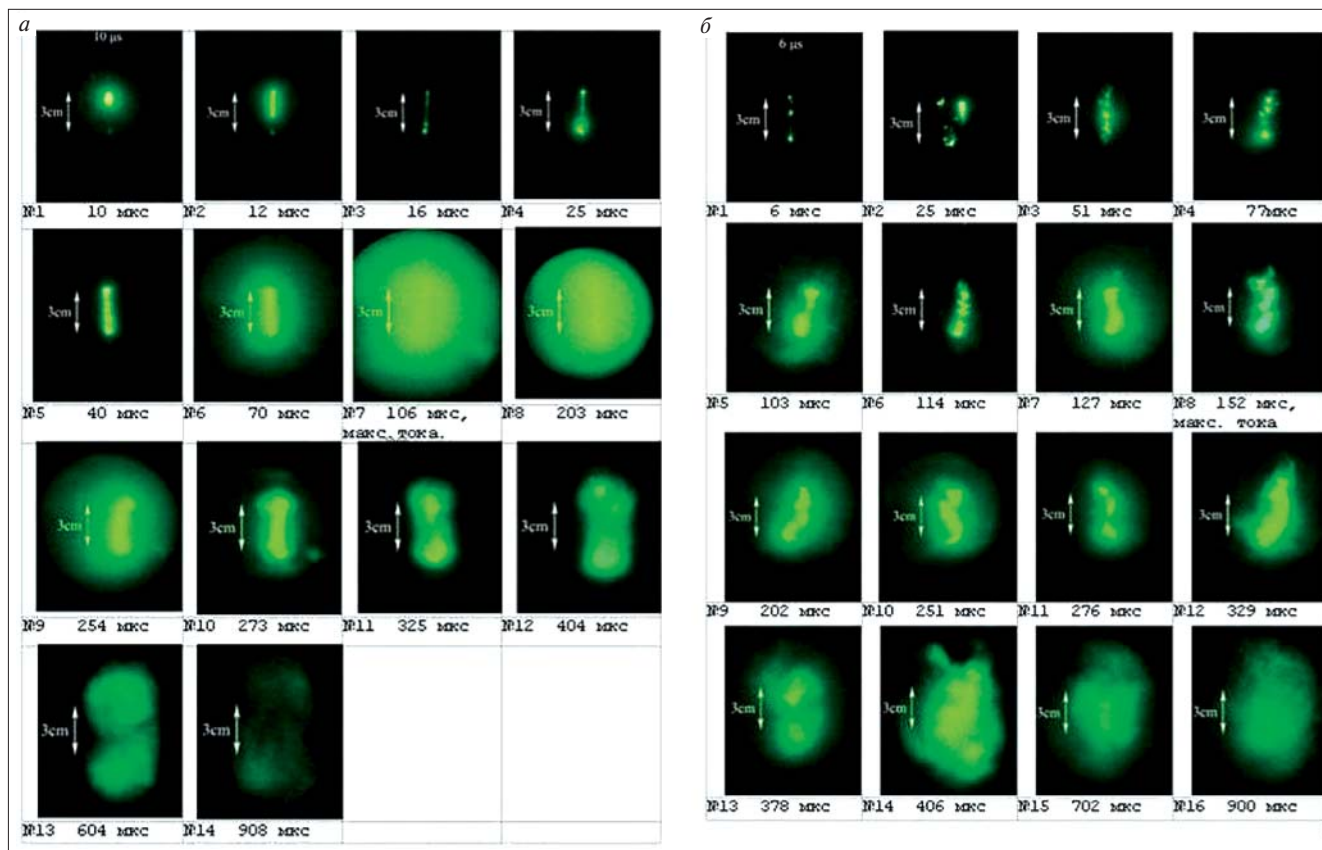 а
10 µs
3cm
3cm
3cm
3cm
№1 10 мкс
№2 12 мкс
№3 16 мкс
№4 25 мкс
3cm
3cm
3cm
3cm
№5 40 мкс
№6 70 мкс
№7 106 мкс,
макс.тока.
№8 203 мкс
3cm
3cm
3cm
3cm
№9 254 мкс
№10 273 мкс
№11 325 мкс
№12 404 мкс
3cm
3cm
№13 604 мкс
№14 908 мкс
б
6 µs
3cm
3cm
3cm
3cm
№1 6 мкс
№2 25 мкс
№3 51 мкс
№4 77мкс
3cm
3cm
3cm
3cm
№5 103 мкс
№6 114 мкс
№7 127 мкс
№8 152 мкс,
макс. тока
3cm
3cm
3cm
3cm
№9 202 мкс
№10 251 мкс
№11 276 мкс
№12 329 мкс
3cm
3cm
3cm
3cm
№13 378 мкс
№14 406 мкс
№15 702 мкс
№16 900 мкс